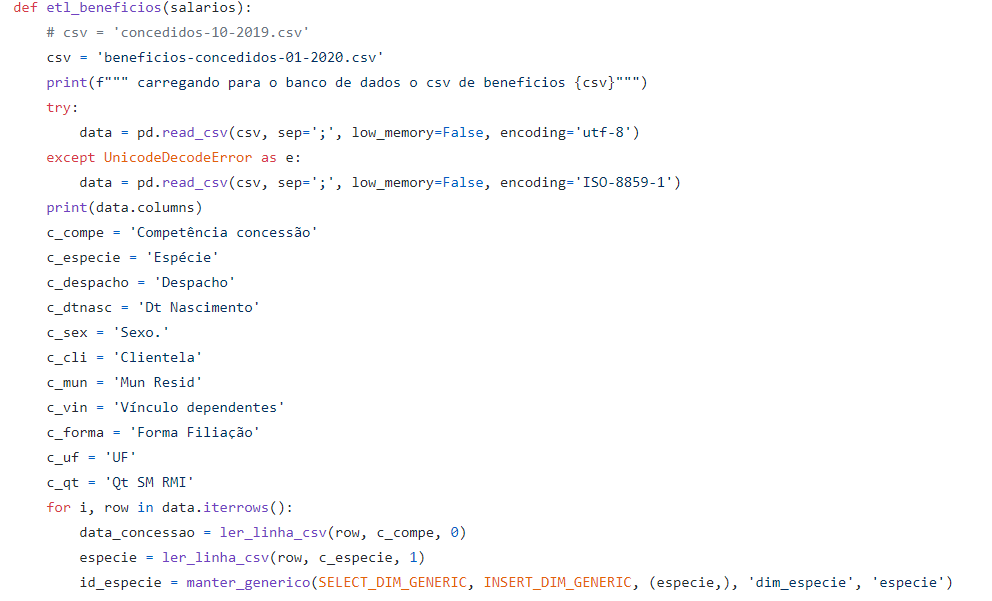 def etl_beneficios(salarios):
    # csv = 'concedidos-10-2019.csv'
    csv = 'beneficios-concedidos-01-2020.csv'
    print(f""" carregando para o banco de dados o csv de beneficios {csv}""")
    try:
        data = pd.read_csv(csv, sep=';', low_memory=False, encoding='utf-8')
    except UnicodeDecodeError as e:
        data = pd.read_csv(csv, sep=';', low_memory=False, encoding='ISO-8859-1')
    print(data.columns)
    c_compe = 'Competência concessão'
    c_especie = 'Espécie'
    c_despacho = 'Despacho'
    c_dtnasc = 'Dt Nascimento'
    c_sex = 'Sexo.'
    c_cli = 'Clientela'
    c_mun = 'Mun Resid'
    c_vin = 'Vínculo dependentes'
    c_forma = 'Forma Filiação'
    c_uf = 'UF'
    c_qt = 'Qt SM RMI'
    for i, row in data.iterrows():
        data_concessao = ler_linha_csv(row, c_compe, 0)
        especie = ler_linha_csv(row, c_especie, 1)
        id_especie = manter_generico(SELECT_DIM_GENERIC, INSERT_DIM_GENERIC, (especie,), 'dim_especie', 'especie')